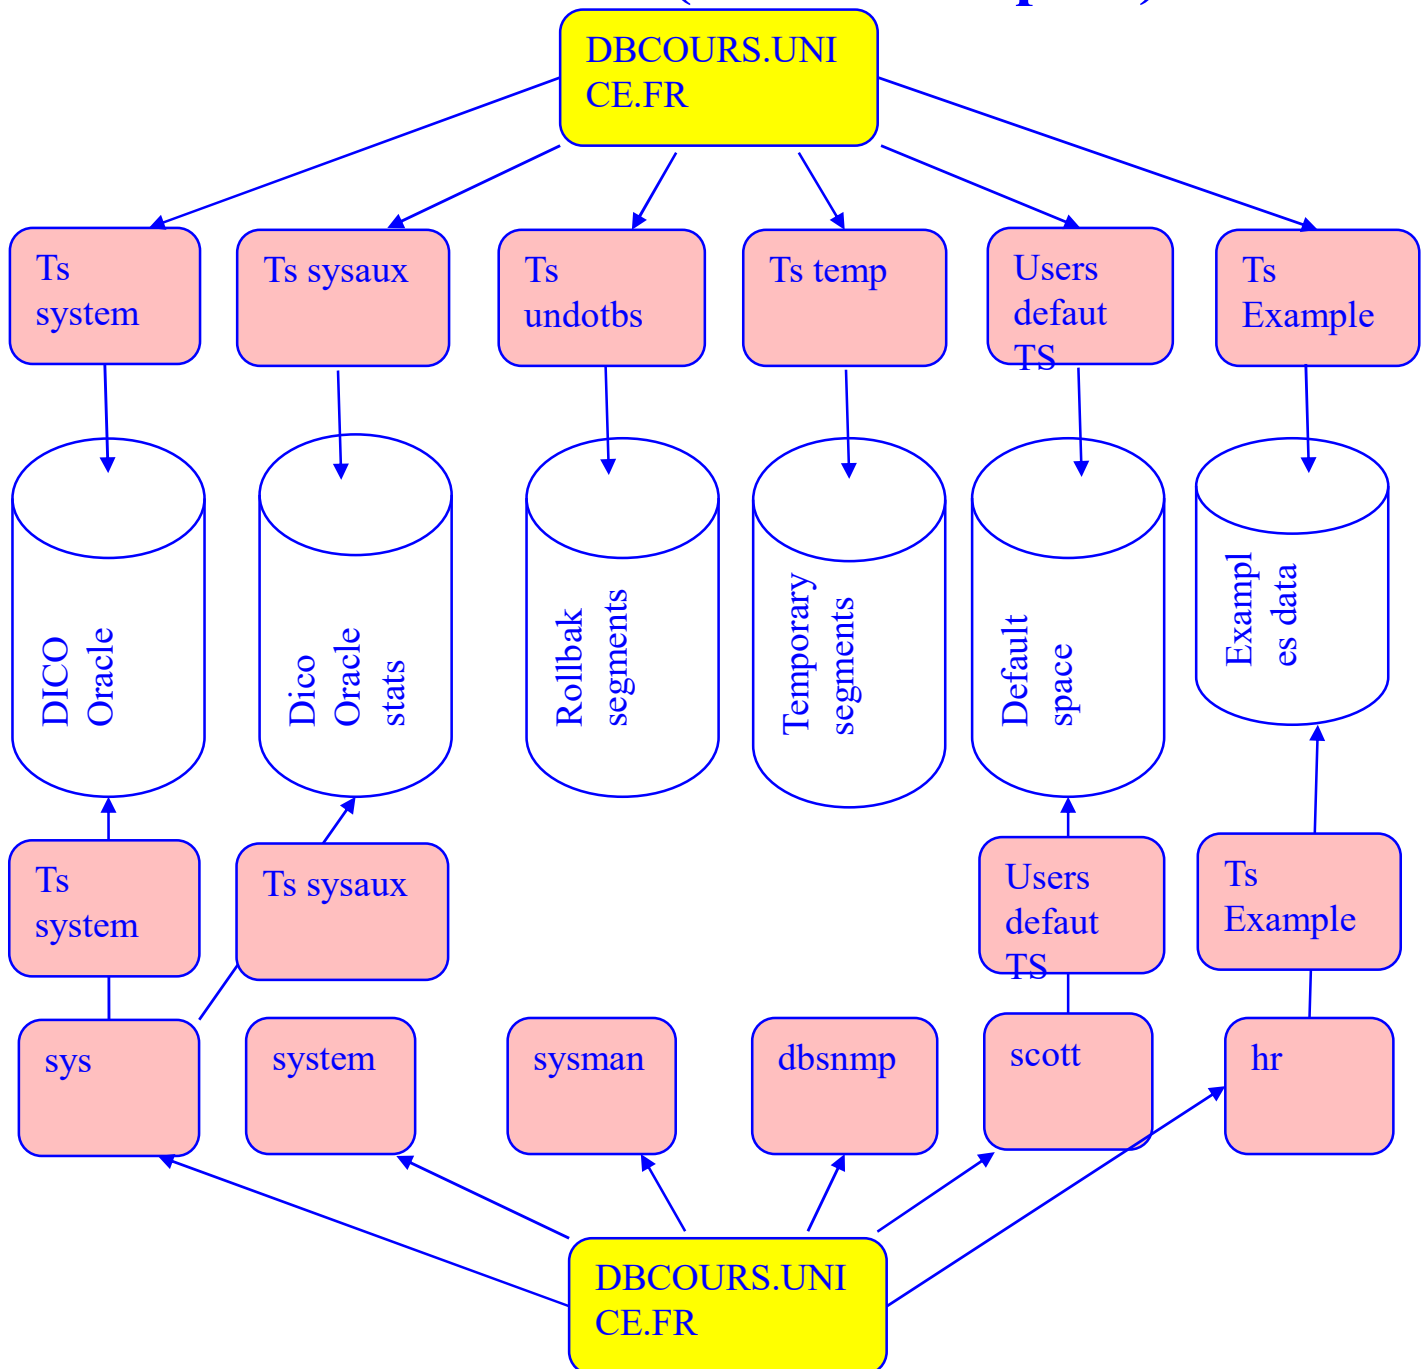 DBCOURS.UNI
CE.FR
Ts
system
Ts sysaux
Ts
undotbs
Ts temp
Users
defaut
TS
Ts
Example
DICO
Oracle
Dico
Oracle
stats
Rollbak
segments
Temporary
segments
Default
space
Exampl
es data
Ts
system
Ts sysaux
Users
defaut
TS
Ts
Example
sys
system
sysman
dbsnmp
scott
hr
DBCOURS.UNI
CE.FR